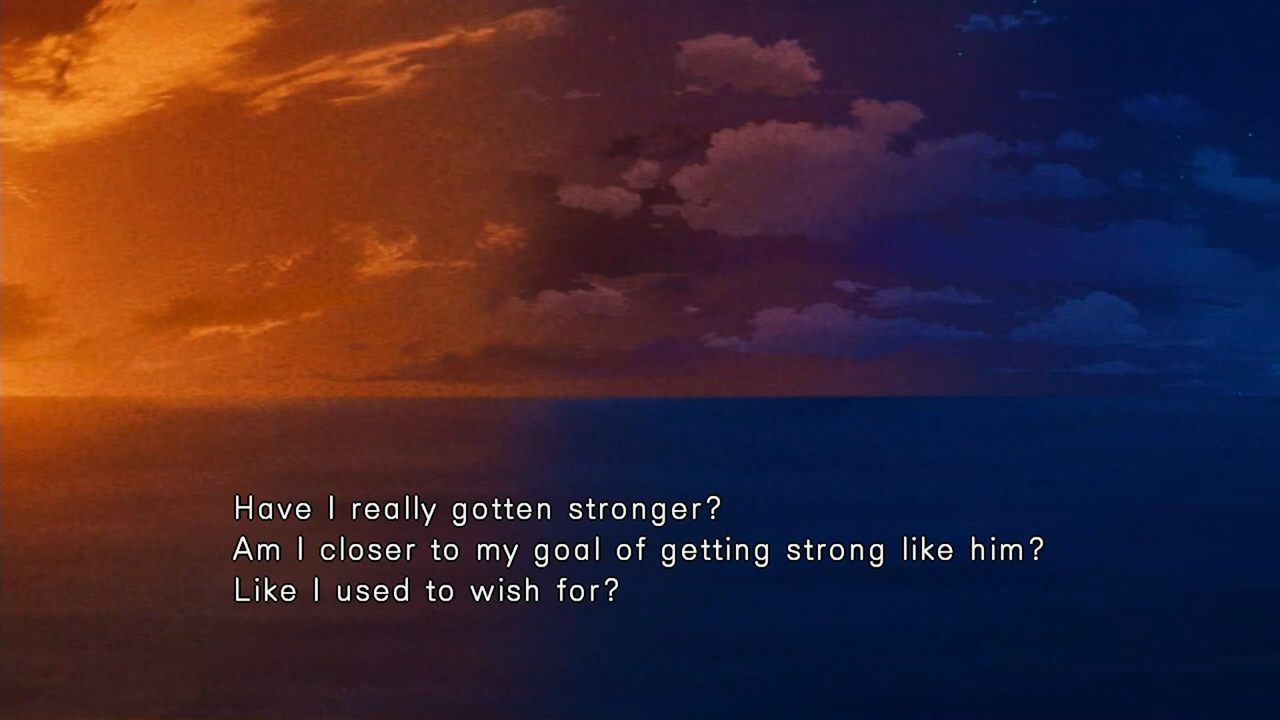 Have I really gotten stronger?
Am I closer to my goal of getting strong like him?
Like I used to wish for?